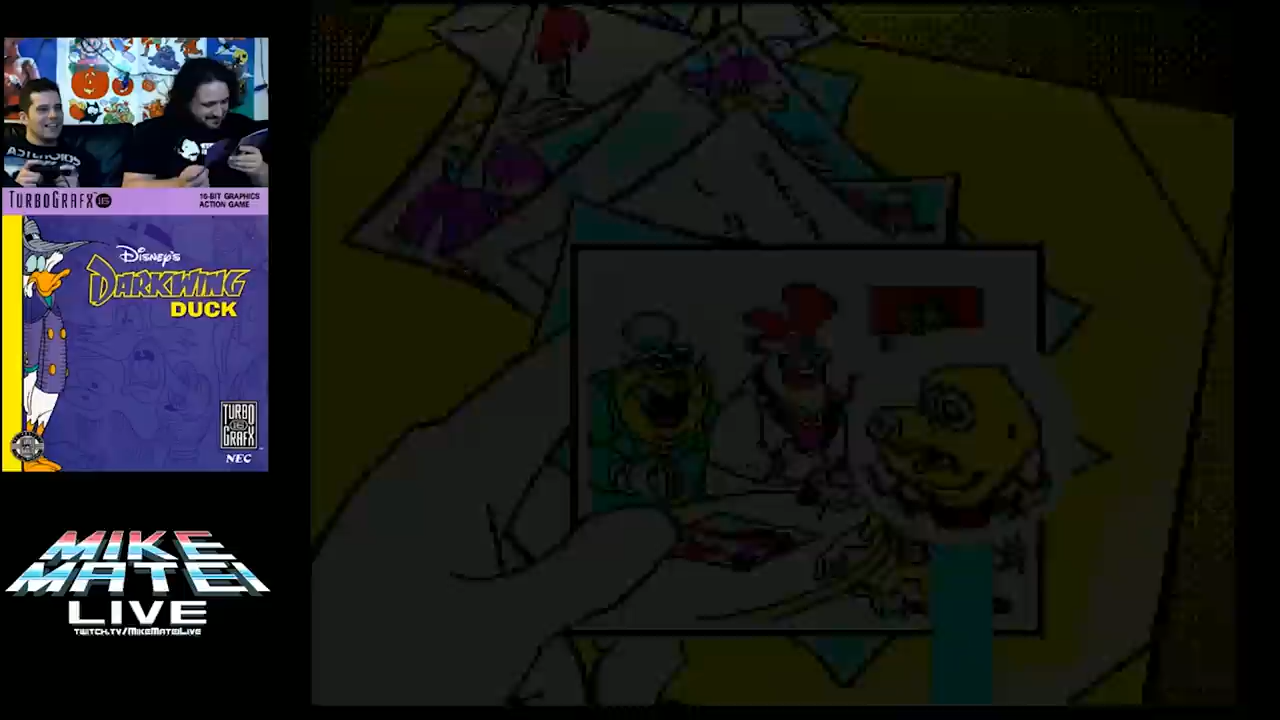 ASTEROIDS
TURBOGRAFX 16
16-BIT GRAPHICS
ACTION GAME
DISNEY'S
DARKWING
DUCK
TURBO
16
GRAFX
NEC
MIKE
MATEI
LIVE
TWITCH.TV/MIKEMATEILIVE